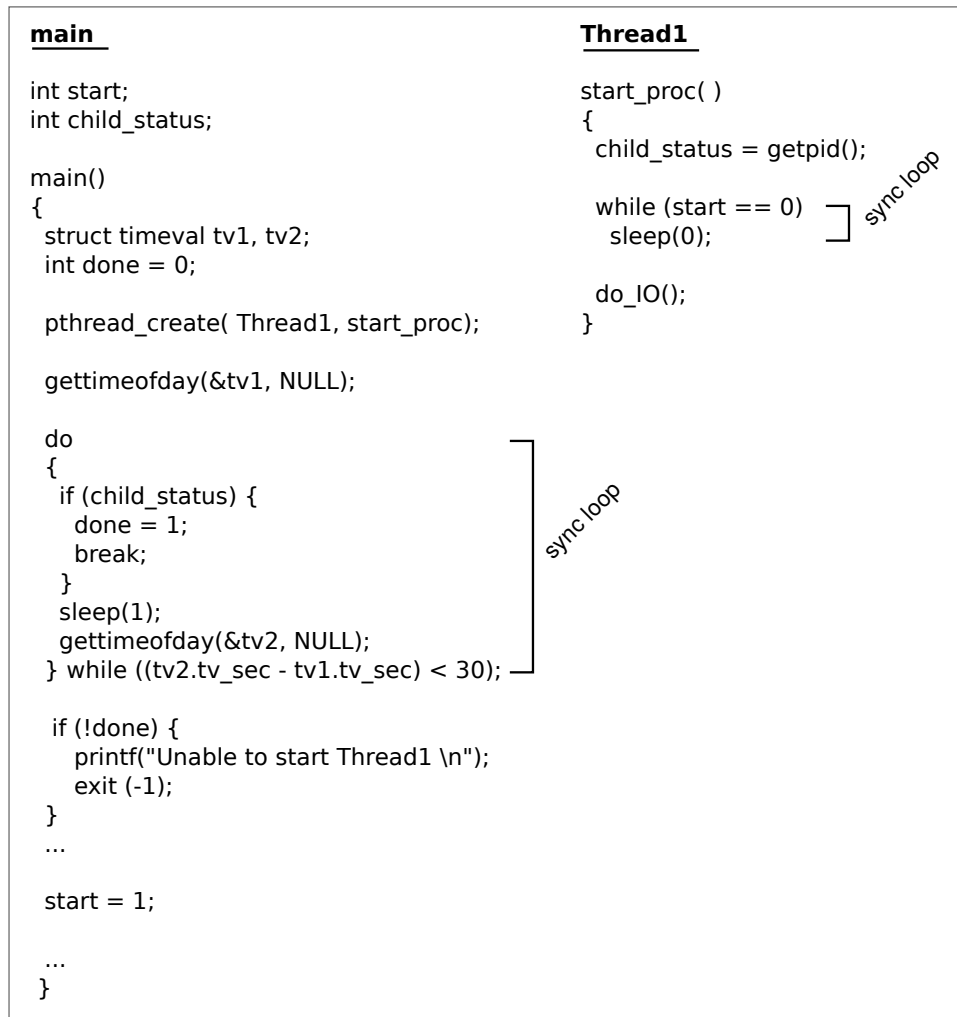 main
int start;
int child_status;
main()
{
struct timeval tv1, tv2;
int done = 0;
pthread_create( Thread1, start_proc);
gettimeofday(&tv1, NULL);
do
{
if (child_status) {
done = 1;
break;
}
sleep(1);
gettimeofday(&tv2, NULL);
} while ((tv2.tv_sec - tv1.tv_sec) < 30);
sync loop
if (!done) {
printf("Unable to start Thread1 \n");
exit (-1);
}
...
start = 1;
...
}
Thread1
start_proc( )
{
child_status = getpid();
while (start == 0)
sleep(0);
sync loop
do_IO();
}